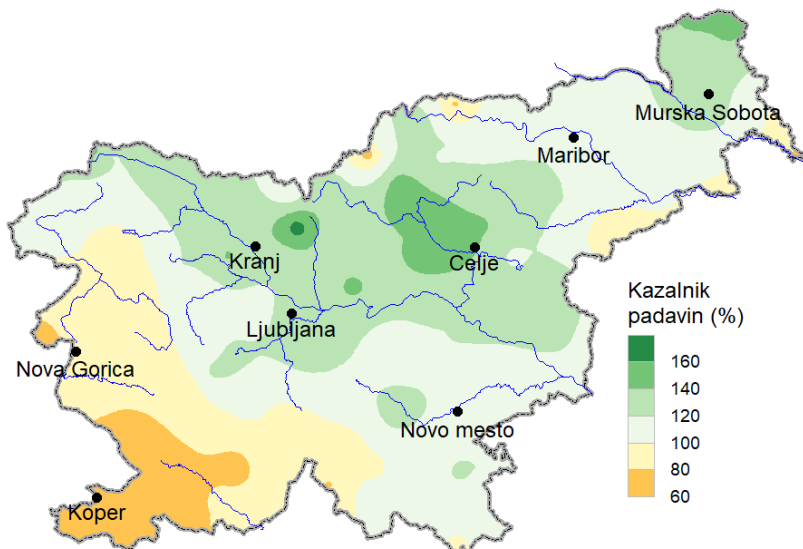 Murska Sobota
Maribor
Kranj
Celje
Ljubljana
Nova Gorica
Novo mesto
Koper
Kazalnik
padavin (%)
160
140
120
100
80
60